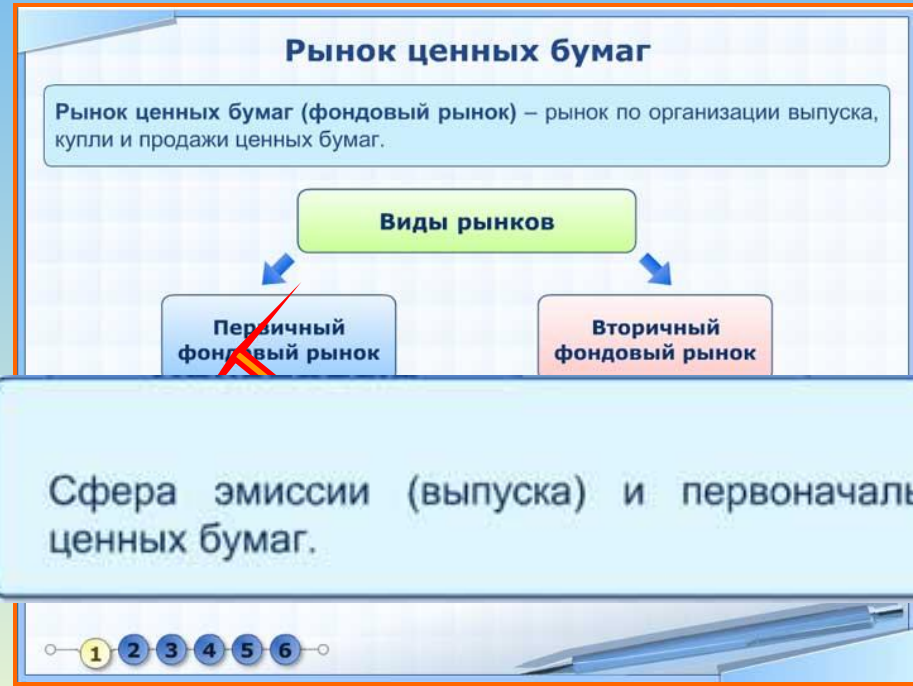 Рынок ценных бумаг
Рынок ценных бумаг (фондовый рынок) – рынок по организации выпуска,
купли и продажи ценных бумаг.
Виды рынков
Первичный
фондовый рынок
Вторичный
фондовый рынок
Сфера эмиссии (выпуска) и первоначаль
ценных бумаг.
1 2 3 4 5 6